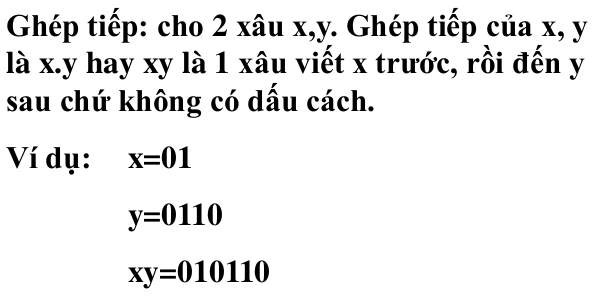 Ghép tiếp: cho 2 xâu x,y. Ghép tiếp của x, y
là x.y hay xy là 1 xâu viết x trước, rồi đến y
sau chứ không có dấu cách.
Ví dụ: x=01
y=0110
xy=010110